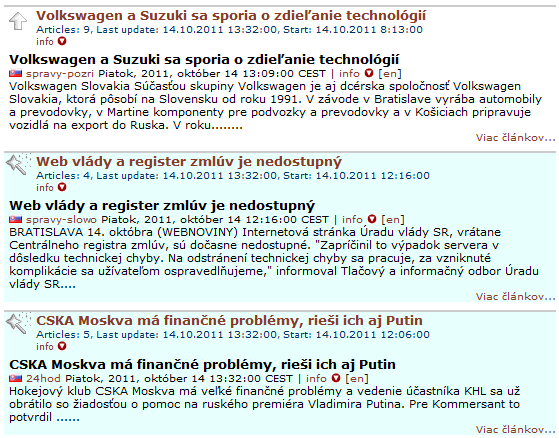 Volkswagen a Suzuki sa sporia o zdieľanie technológií
Articles: 9, Last update: 14.10.2011 13:32:00, Start: 14.10.2011 8:13:00
info
Volkswagen a Suzuki sa sporia o zdieľanie technológií
spravy-pozri Piatok, 2011, október 14 13:09:00 CEST | info [en]
Volkswagen Slovakia Súčasťou skupiny Volkswagen je aj dcérska spoločnosť Volkswagen
Slovakia, ktorá pôsobí na Slovensku od roku 1991. V závode v Bratislave vyrába automobily
a prevodovky, v Martine komponenty pre podvozky a prevodovky a v Košiciach pripravuje
vozidlá na export do Ruska. V roku........
Viac článkov...
Web vlády a register zmlúv je nedostupný
Articles: 4, Last update: 14.10.2011 13:32:00, Start: 14.10.2011 12:16:00
info
Web vlády a register zmlúv je nedostupný
spravy-slowo Piatok, 2011, október 14 12:16:00 CEST | info [en]
BRATISLAVA 14. októbra (WEBNOVINY) Internetová stránka Úradu vlády SR, vrátane
Centrálneho registra zmlúv, sú dočasne nedostupné. "Zapríčinil to výpadok servera v
dôsledku technickej chyby. Na odstránení technickej chyby sa pracuje, za vzniknuté
komplikácie sa užívateľom ospravedlňujeme," informoval Tlačový a informačný odbor Úradu
vlády SR....
Viac článkov...
CSKA Moskva má finančné problémy, rieši ich aj Putin
Articles: 5, Last update: 14.10.2011 13:32:00, Start: 14.10.2011 12:06:00
info
CSKA Moskva má finančné problémy, rieši ich aj Putin
24hod Piatok, 2011, október 14 13:32:00 CEST | info [en]
Hokejový klub CSKA Moskva má veľké finančné problémy a vedenie účastníka KHL sa už
obrátilo so žiadosťou o pomoc na ruského premiéra Vladimira Putina. Pre Kommersant to
potvrdil ......
Viac článkov...